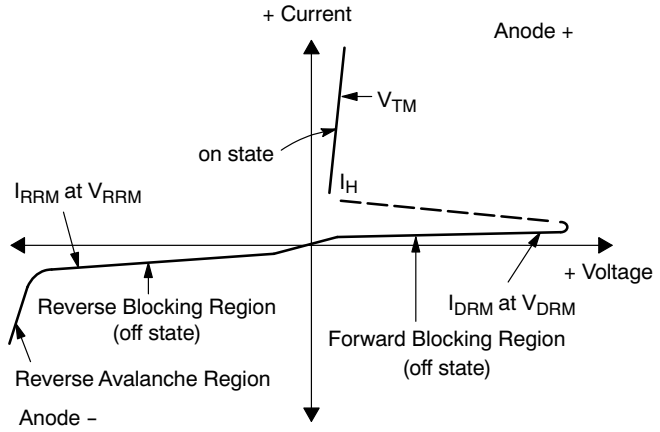 + Current
Anode +
V_TM
on state
I_H
I_RRM at V_RRM
+ Voltage
Reverse Blocking Region
(off state)
I_DRM at V_DRM
Forward Blocking Region
(off state)
Reverse Avalanche Region
Anode −